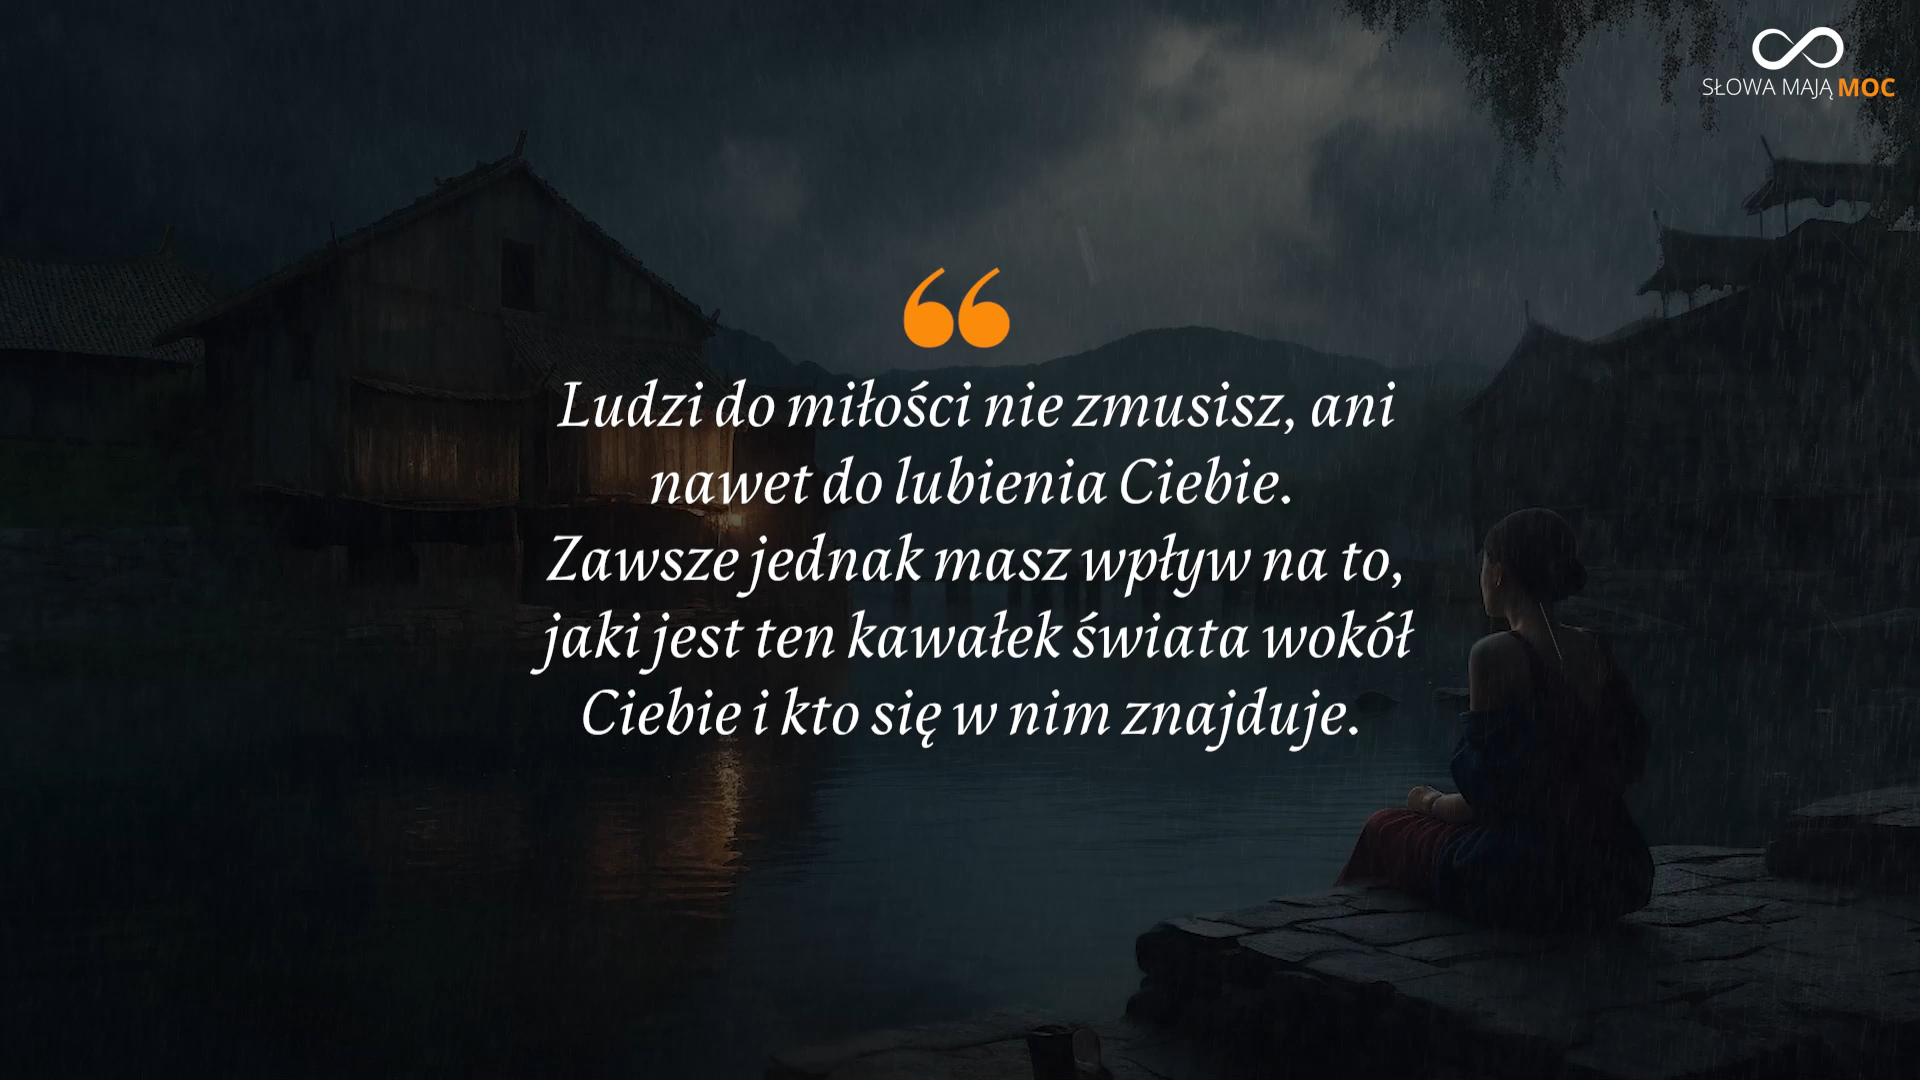 SŁOWA MAJĄ MOC
“
Ludzi do miłości nie zmusisz, ani
nawet do lubienia Ciebie.
Zawsze jednak masz wpływ na to,
jaki jest ten kawałek świata wokół
Ciebie i kto się w nim znajduje.